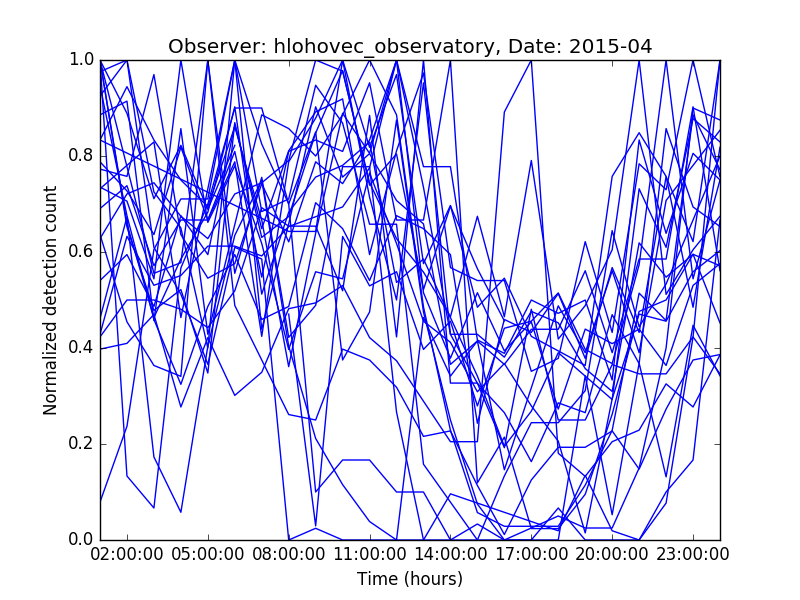 Observer: hlohovec_observatory, Date: 2015-04
1.0
0.8
0.6
0.4
0.2
0.0
Normalized detection count
02:00:00 05:00:00 08:00:00 11:00:00 14:00:00 17:00:00 20:00:00 23:00:00
Time (hours)